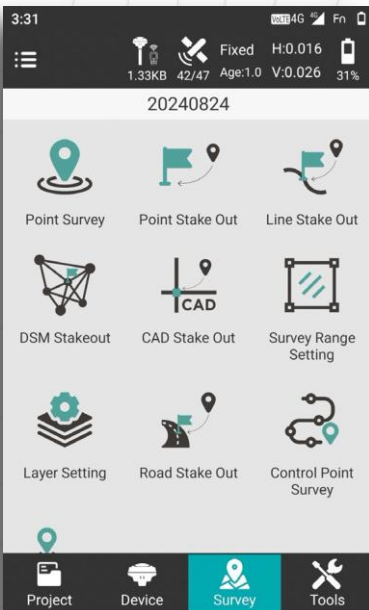 3:31
VoLTE 4G 4G Fn
Fixed H:0.016
1.33KB 42/47 Age:1.0 V:0.026 31%
20240824
Point Survey
Point Stake Out
Line Stake Out
DSM Stakeout
CAD
CAD Stake Out
Survey Range
Setting
Layer Setting
Road Stake Out
Control Point
Survey
Project
Device
Survey
Tools